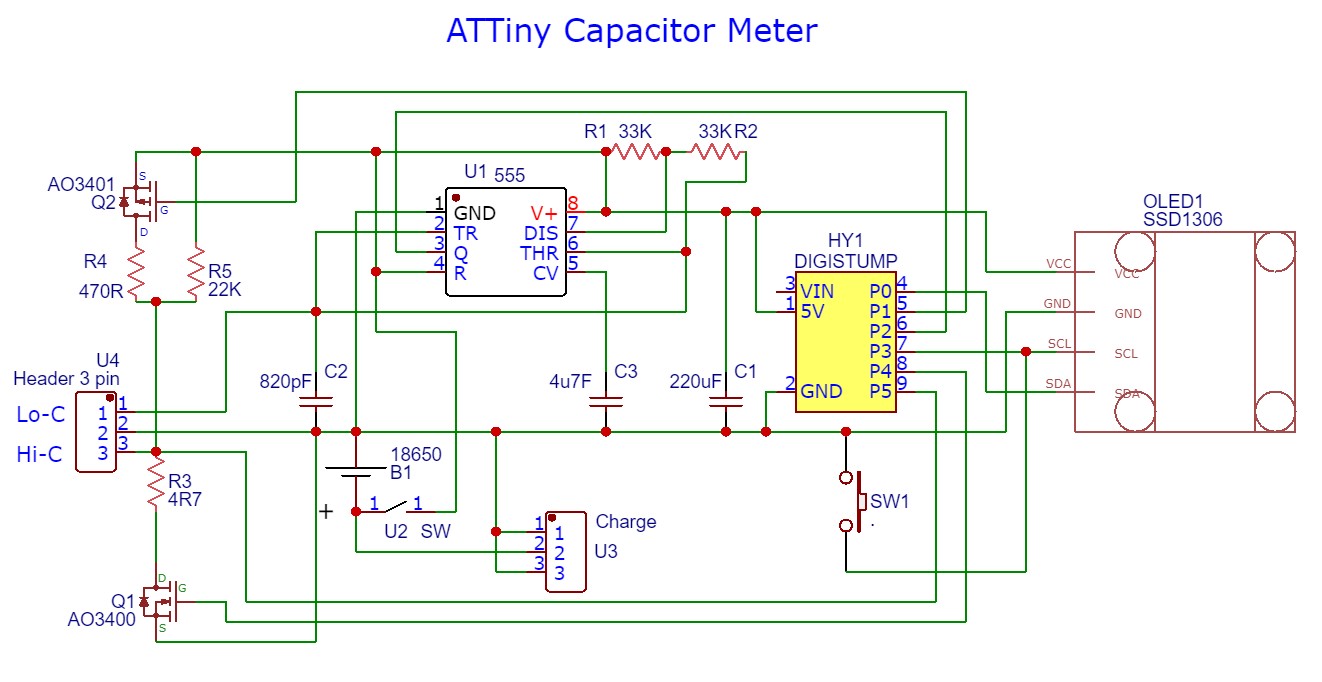 ATTiny Capacitor Meter
R1 33K
33K R2
AO3401
Q2
S
G
D
U1 555
1 GND
2 TR
3 Q
4 R
V+ 8
DIS 7
THR 6
CV 5
R4
470R
R5
22K
HY1
DIGISTUMP
3 VIN
1 5V
2 GND
P0 4
P1 5
P2 6
P3 7
P4 8
P5 9
OLED1
SSD1306
VCC VCC
GND GND
SCL SCL
SDA SDA
U4
Header 3 pin
Lo-C
Hi-C
1 1
2 2
3 3
820pF C2
4u7F C3
220uF C1
18650
B1
+
1 1
U2 SW
R3
4R7
Charge
U3
1 1
2 2
3 3
SW1
.
Q1
AO3400
D
G
S